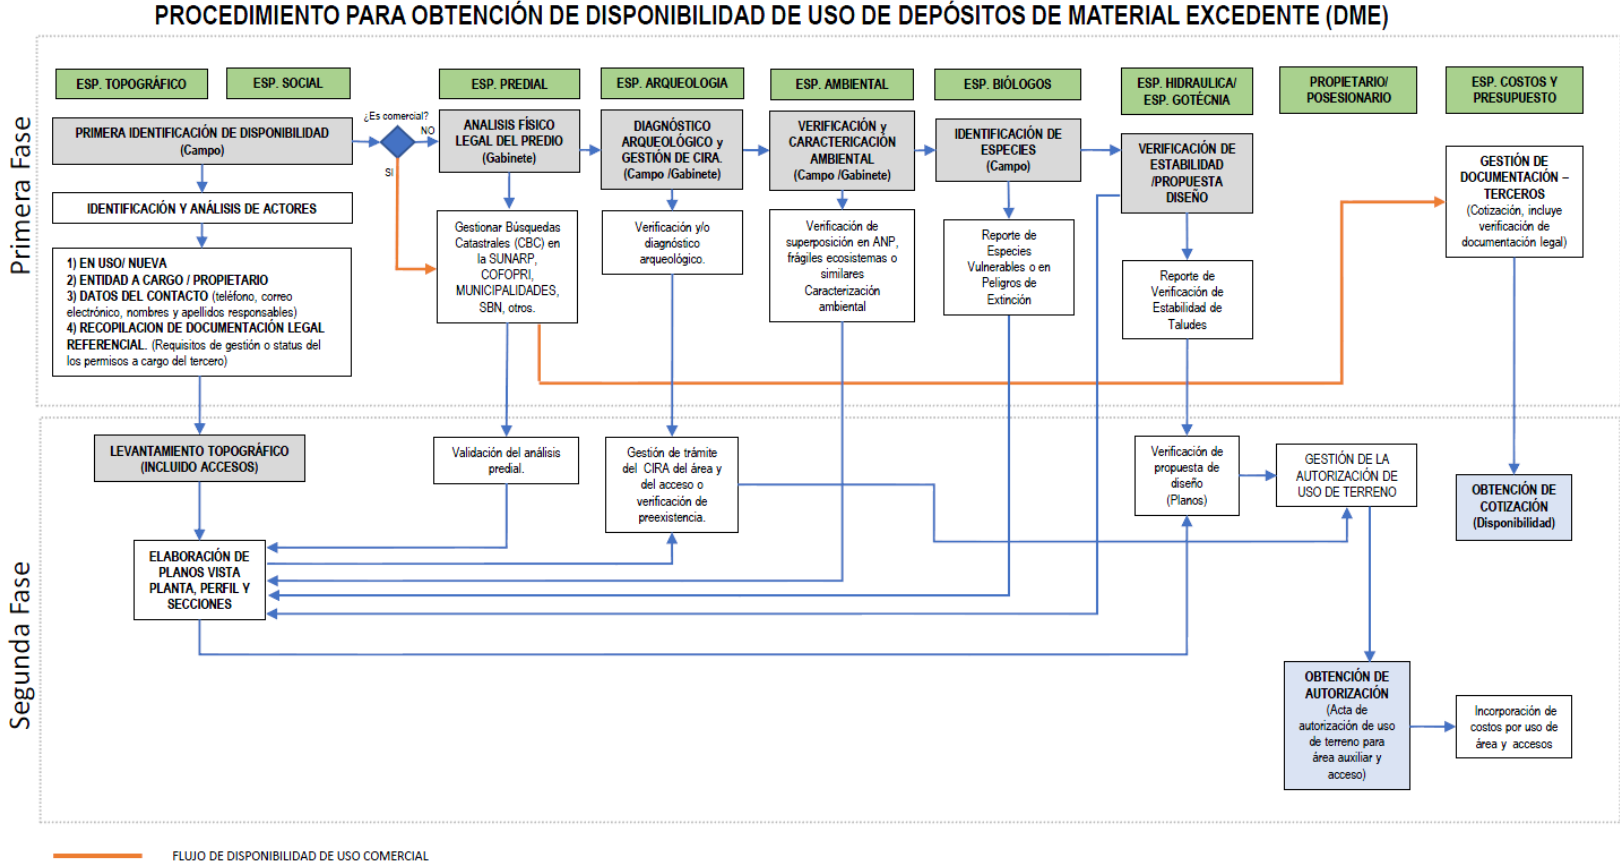 PROCEDIMIENTO PARA OBTENCIÓN DE DISPONIBILIDAD DE USO DE DEPÓSITOS DE MATERIAL EXCEDENTE (DME)
Primera Fase
ESP. TOPOGRÁFICO
ESP. SOCIAL
ESP. PREDIAL
ESP. ARQUEOLOGIA
ESP. AMBIENTAL
ESP. BIÓLOGOS
ESP. HIDRAULICA/
ESP. GOTÉCNIA
PROPIETARIO/
POSESIONARIO
ESP. COSTOS Y
PRESUPUESTO
PRIMERA IDENTIFICACIÓN DE DISPONIBILIDAD
(Campo)
¿Es comercial?
NO
SI
ANALISIS FÍSICO
LEGAL DEL PREDIO
(Gabinete)
DIAGNÓSTICO
ARQUEOLÓGICO y
GESTIÓN DE CIRA.
(Campo /Gabinete)
VERIFICACIÓN y
CARACTERICACIÓN
AMBIENTAL
(Campo /Gabinete)
IDENTIFICACIÓN DE
ESPECIES
(Campo)
VERIFICACIÓN DE
ESTABILIDAD
/PROPUESTA
DISEÑO
GESTIÓN DE
DOCUMENTACIÓN –
TERCEROS
(Cotización, incluye
verificación de
documentación legal)
IDENTIFICACIÓN Y ANÁLISIS DE ACTORES
1) EN USO/ NUEVA
2) ENTIDAD A CARGO / PROPIETARIO
3) DATOS DEL CONTACTO (teléfono, correo
electrónico, nombres y apellidos responsables)
4) RECOPILACION DE DOCUMENTACIÓN LEGAL
REFERENCIAL. (Requisitos de gestión o status del
los permisos a cargo del tercero)
Gestionar Búsquedas
Catastrales (CBC) en
la SUNARP,
COFOPRI,
MUNICIPALIDADES,
SBN, otros.
Verificación y/o
diagnóstico
arqueológico.
Verificación de
superposición en ANP,
frágiles ecosistemas o
similares
Caracterización
ambiental
Reporte de
Especies
Vulnerables o en
Peligros de
Extinción
Reporte de
Verificación de
Estabilidad de
Taludes
Segunda Fase
LEVANTAMIENTO TOPOGRÁFICO
(INCLUIDO ACCESOS)
Validación del análisis
predial.
Gestión de trámite
del CIRA del área y
del acceso o
verificación de
preexistencia.
Verificación de
propuesta de
diseño
(Planos)
GESTIÓN DE LA
AUTORIZACIÓN DE
USO DE TERRENO
OBTENCIÓN DE
COTIZACIÓN
(Disponibilidad)
ELABORACIÓN DE
PLANOS VISTA
PLANTA, PERFIL Y
SECCIONES
OBTENCIÓN DE
AUTORIZACIÓN
(Acta de
autorización de uso
de terreno para
área auxiliar y
acceso)
Incorporación de
costos por uso de
área y accesos
FLUJO DE DISPONIBILIDAD DE USO COMERCIAL